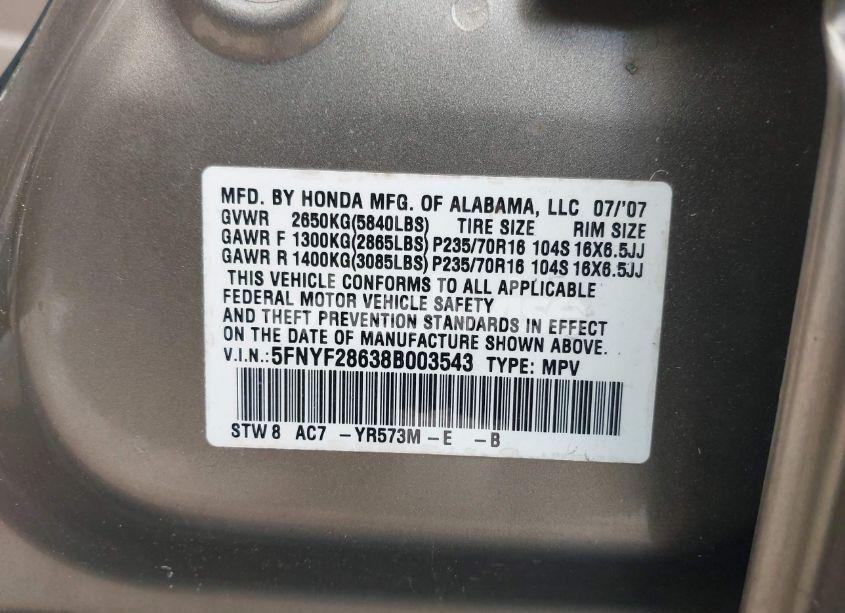 MFD. BY HONDA MFG. OF ALABAMA, LLC 07/'07
GVWR 2650KG(5840LBS) TIRE SIZE RIM SIZE
GAWR F 1300KG(2865LBS) P235/70R16 104S 16X6.5JJ
GAWR R 1400KG(3085LBS) P235/70R16 104S 16X6.5JJ
THIS VEHICLE CONFORMS TO ALL APPLICABLE
FEDERAL MOTOR VEHICLE SAFETY
AND THEFT PREVENTION STANDARDS IN EFFECT
ON THE DATE OF MANUFACTURE SHOWN ABOVE.
V.I.N.: 5FNYF28638B003543 TYPE: MPV
STW 8 AC7 -YR573M -E -B